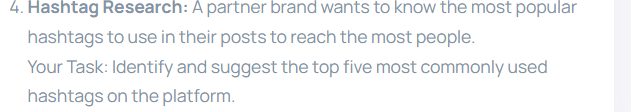 4. Hashtag Research: A partner brand wants to know the most popular
hashtags to use in their posts to reach the most people.
Your Task: Identify and suggest the top five most commonly used
hashtags on the platform.